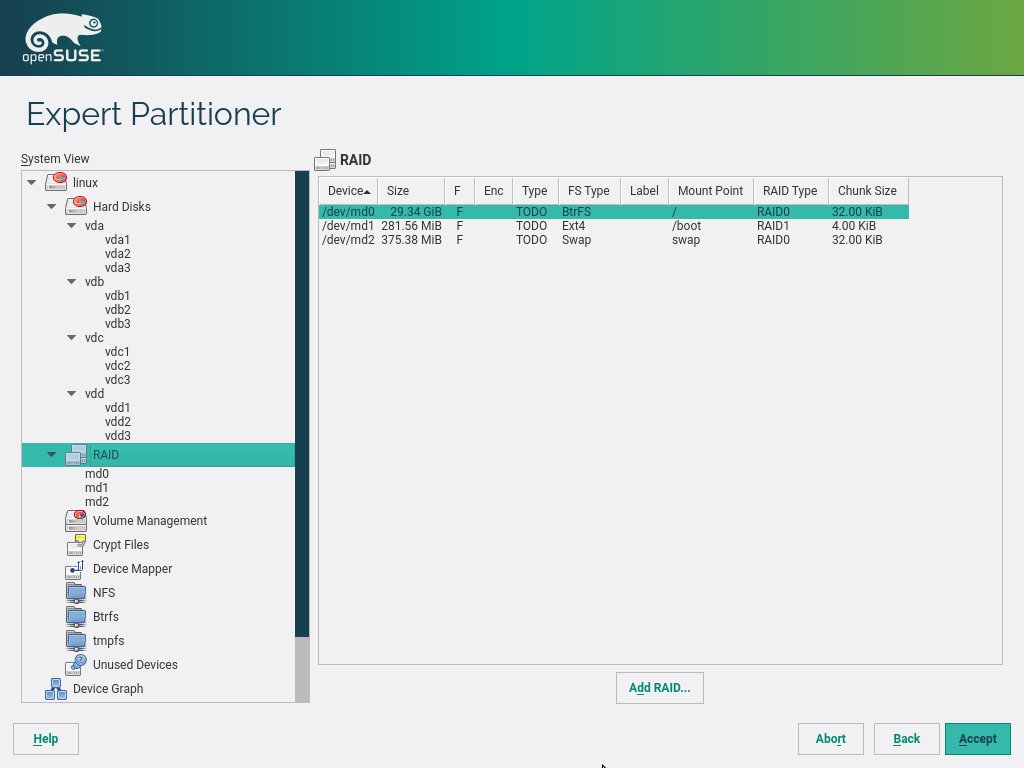 openSUSE
Expert Partitioner
System View
linux
Hard Disks
vda
vda1
vda2
vda3
vdb
vdb1
vdb2
vdb3
vdc
vdc1
vdc2
vdc3
vdd
vdd1
vdd2
vdd3
RAID
md0
md1
md2
Volume Management
Crypt Files
Device Mapper
NFS
Btrfs
tmpfs
Unused Devices
Device Graph
RAID
Device Size F Enc Type FS Type Label Mount Point RAID Type Chunk Size
/dev/md0 29.34 GiB F TODO BtrFS / RAID0 32.00 KiB
/dev/md1 281.56 MiB F TODO Ext4 /boot RAID1 4.00 KiB
/dev/md2 375.38 MiB F TODO Swap swap RAID0 32.00 KiB
Add RAID...
Help Abort Back Accept